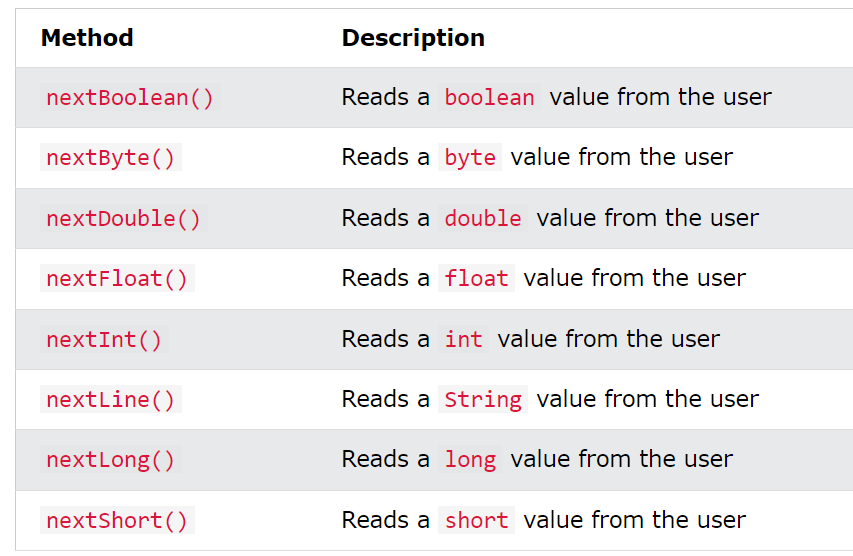 Method Description
nextBoolean() Reads a boolean value from the user
nextByte() Reads a byte value from the user
nextDouble() Reads a double value from the user
nextFloat() Reads a float value from the user
nextInt() Reads a int value from the user
nextLine() Reads a String value from the user
nextLong() Reads a long value from the user
nextShort() Reads a short value from the user